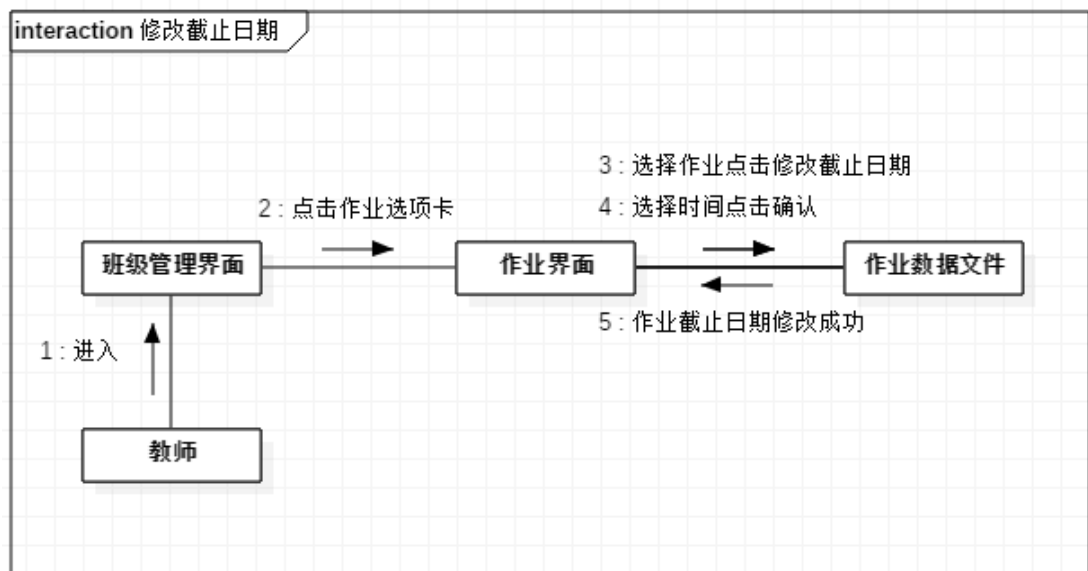 interaction 修改截止日期
3 : 选择作业点击修改截止日期
2 : 点击作业选项卡
4 : 选择时间点击确认
班级管理界面
作业界面
作业数据文件
5 : 作业截止日期修改成功
1 : 进入
教师